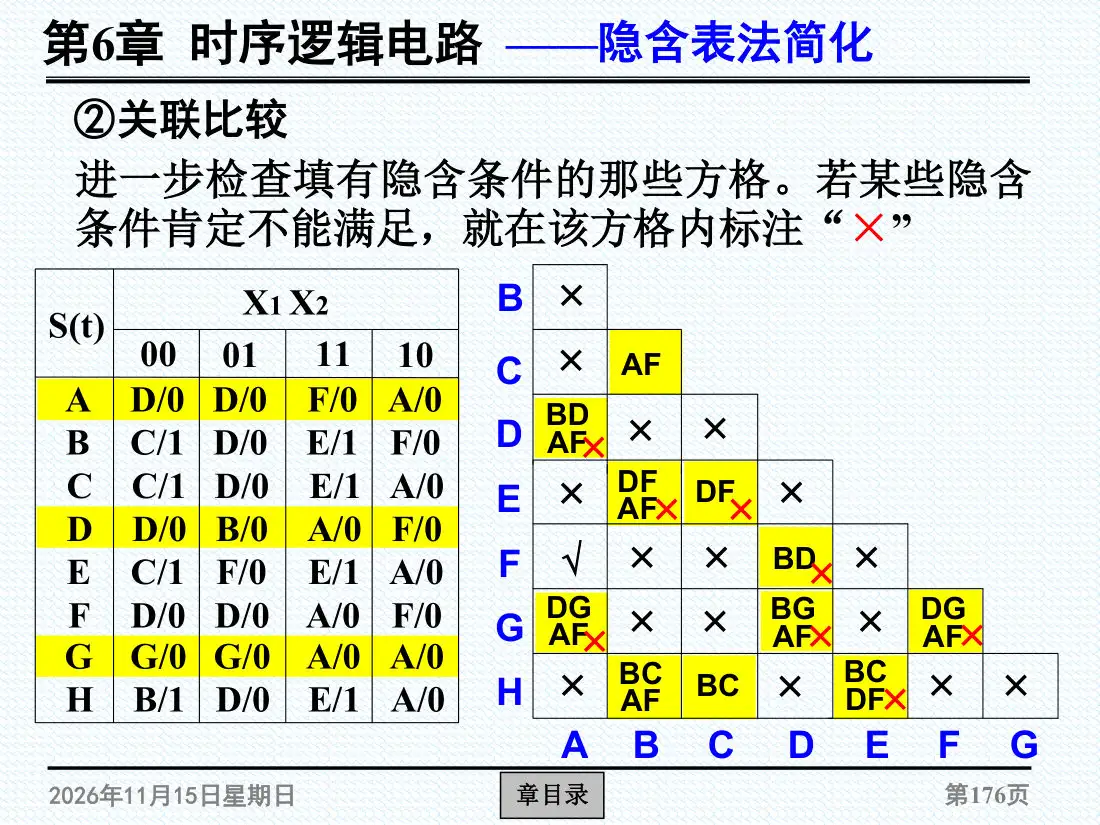 第6章 时序逻辑电路 ——隐含表法简化
②关联比较
进一步检查填有隐含条件的那些方格。若某些隐含
条件肯定不能满足，就在该方格内标注“×”
S(t) X1 X2
00 01 11 10
A D/0 D/0 F/0 A/0
B C/1 D/0 E/1 F/0
C C/1 D/0 E/1 A/0
D D/0 B/0 A/0 F/0
E C/1 F/0 E/1 A/0
F D/0 D/0 A/0 F/0
G G/0 G/0 A/0 A/0
H B/1 D/0 E/1 A/0
B ×
C × AF
D BD × ×
AF×
E × DF DF× ×
AF×
F √ × × BD× ×
G DG × × BG × DG
AF× AF× AF×
H × BC BC × BC × ×
AF DF×
A B C D E F G
2026年11月15日星期日 章目录 第176页